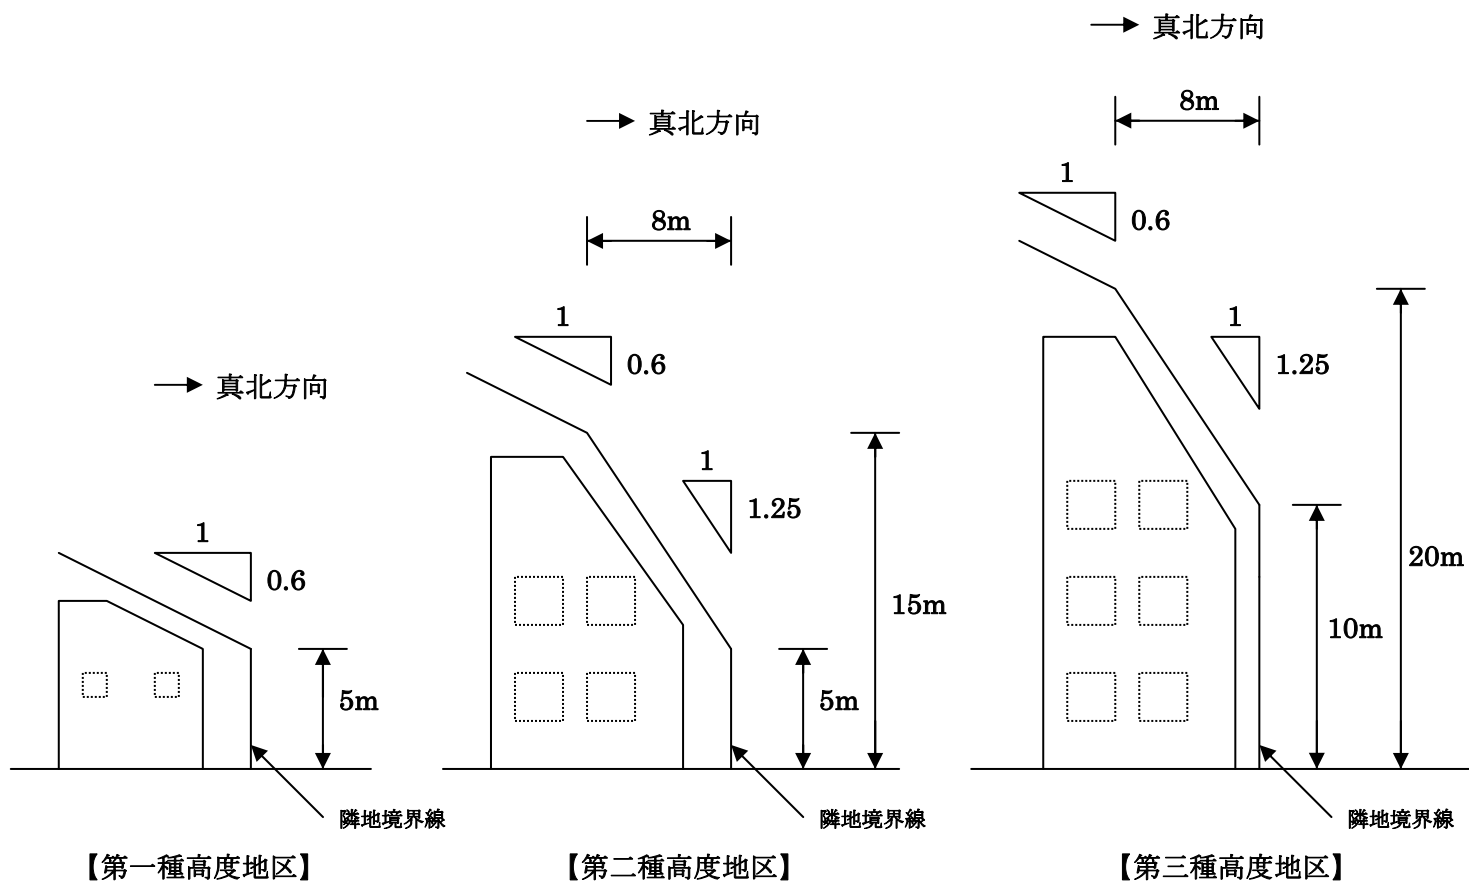 真北方向
1
0.6
5m
隣地境界線
【第一種高度地区】
真北方向
8m
1
0.6
1
1.25
15m
5m
隣地境界線
【第二種高度地区】
真北方向
8m
1
0.6
1
1.25
20m
10m
隣地境界線
【第三種高度地区】